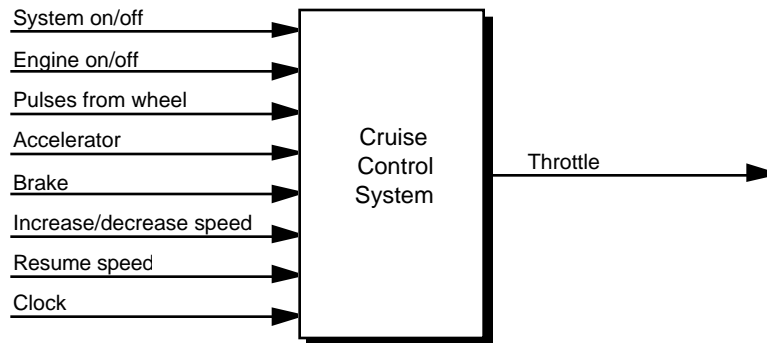 System on/off
Engine on/off
Pulses from wheel
Accelerator
Brake
Increase/decrease speed
Resume speed
Clock
Cruise
Control
System
Throttle